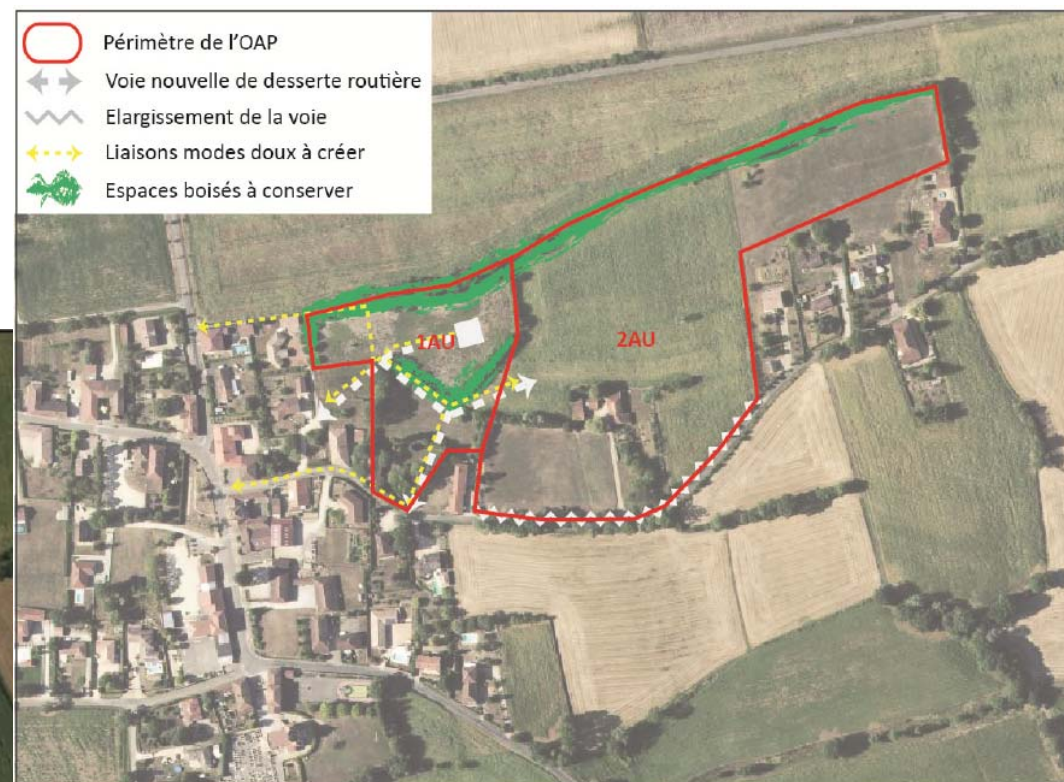 Périmètre de l'OAP
Voie nouvelle de desserte routière
Elargissement de la voie
Liaisons modes doux à créer
Espaces boisés à conserver
1AU
2AU